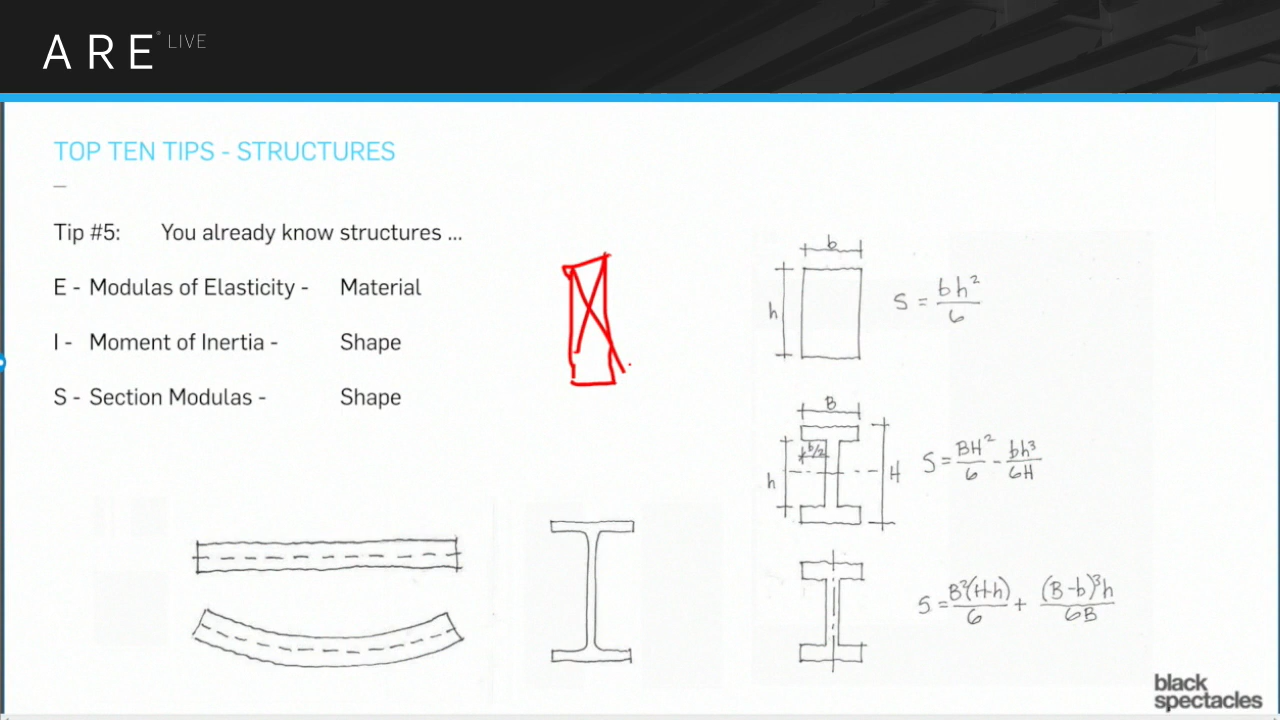 ARE® LIVE
TOP TEN TIPS - STRUCTURES
Tip #5: You already know structures ...
E - Modulas of Elasticity - Material
I - Moment of Inertia - Shape
S - Section Modulas - Shape
b
h
S = bh²/6
B
b/2
h
H
S = BH²/6 - bh³/6H
S = B²(H-h)/6 + (B-b)³h/6B
black
spectacles